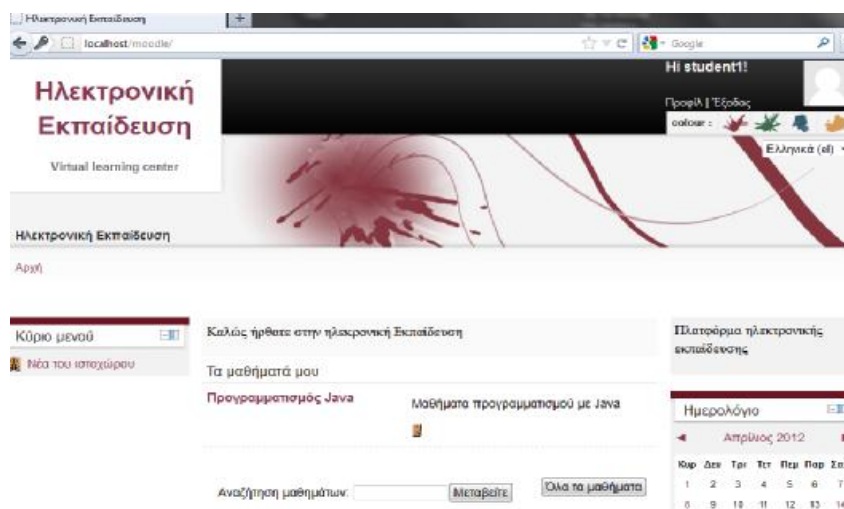 Ηλεκτρονική Εκπαίδευση
localhost/moodle/
Google
Hi student1!
Προφίλ | Έξοδος
colour :
Ελληνικά (el)
Ηλεκτρονική
Εκπαίδευση
Virtual learning center
Ηλεκτρονική Εκπαίδευση
Αρχή
Κύριο μενού
Νέα του ιστοχώρου
Καλώς ήρθατε στην ηλεκρονική Εκπαίδευση
Τα μαθήματά μου
Προγραμματισμός Java
Μαθήματα προγραμματισμού με Java
Αναζήτηση μαθημάτων:
Μεταβείτε
Όλα τα μαθήματα
Πλατφόρμα ηλεκτρονικής
εκπαίδευσης
Ημερολόγιο
Απρίλιος 2012
Κυρ Δευ Τρι Τετ Πεμ Παρ Σα
1 2 3 4 5 6 7
8 9 10 11 12 13 14